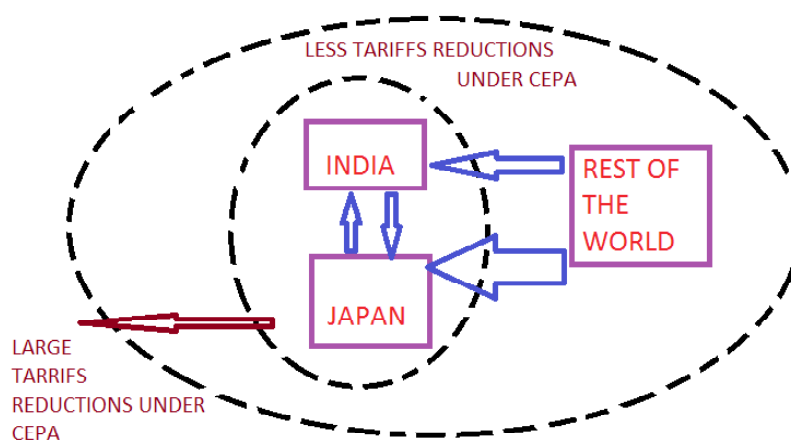 LESS TARIFFS REDUCTIONS
UNDER CEPA
INDIA
REST OF
THE
WORLD
JAPAN
LARGE
TARRIFS
REDUCTIONS UNDER
CEPA